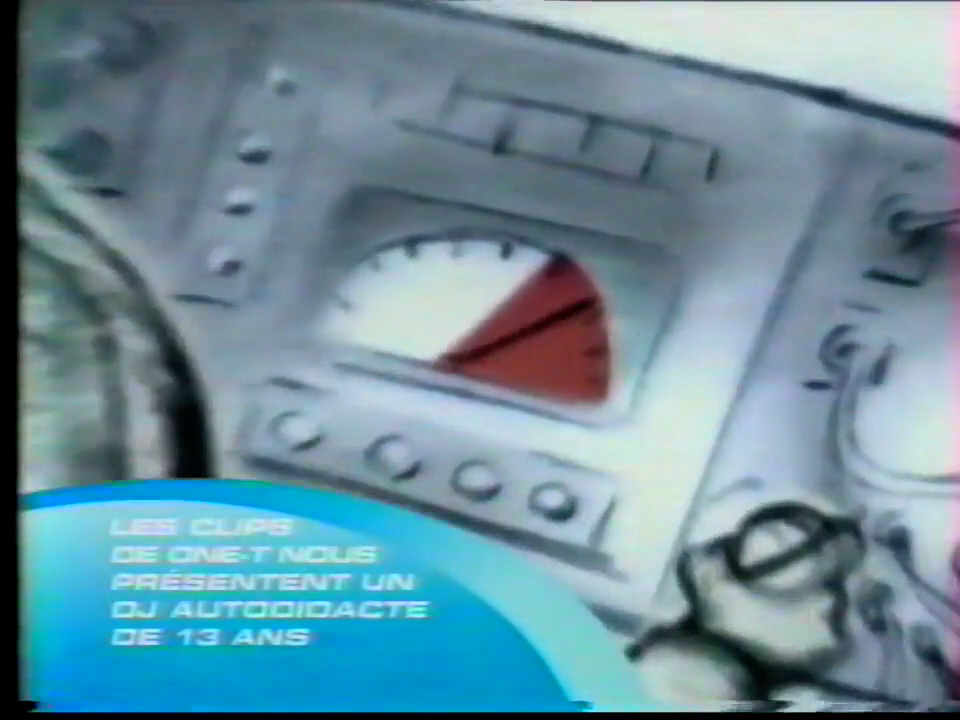 LES CLIPS
DE ONE-T NOUS
PRÉSENTENT UN
DJ AUTODIDACTE
DE 13 ANS